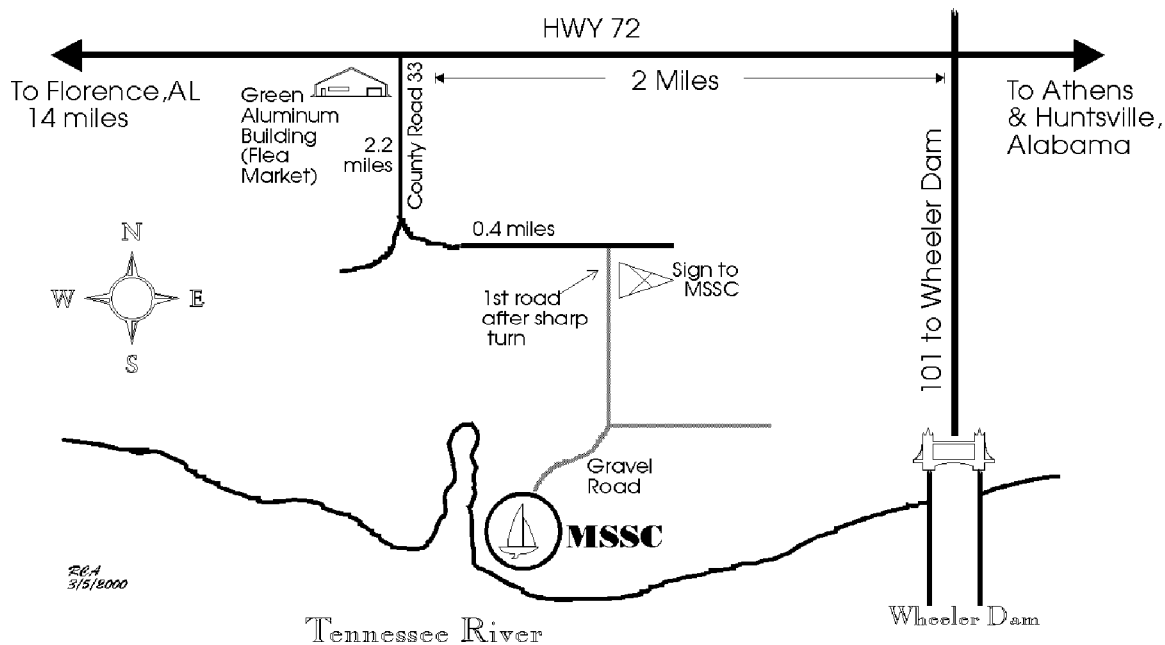 HWY 72
To Florence,AL
14 miles
Green
Aluminum
Building
(Flea
Market)
2.2
miles
County Road 33
2 Miles
To Athens
& Huntsville,
Alabama
101 to Wheeler Dam
0.4 miles
N
W
E
S
1st road
after sharp
turn
Sign to
MSSC
Gravel
Road
MSSC
RCA
3/5/2000
Tennessee River
Wheeler Dam